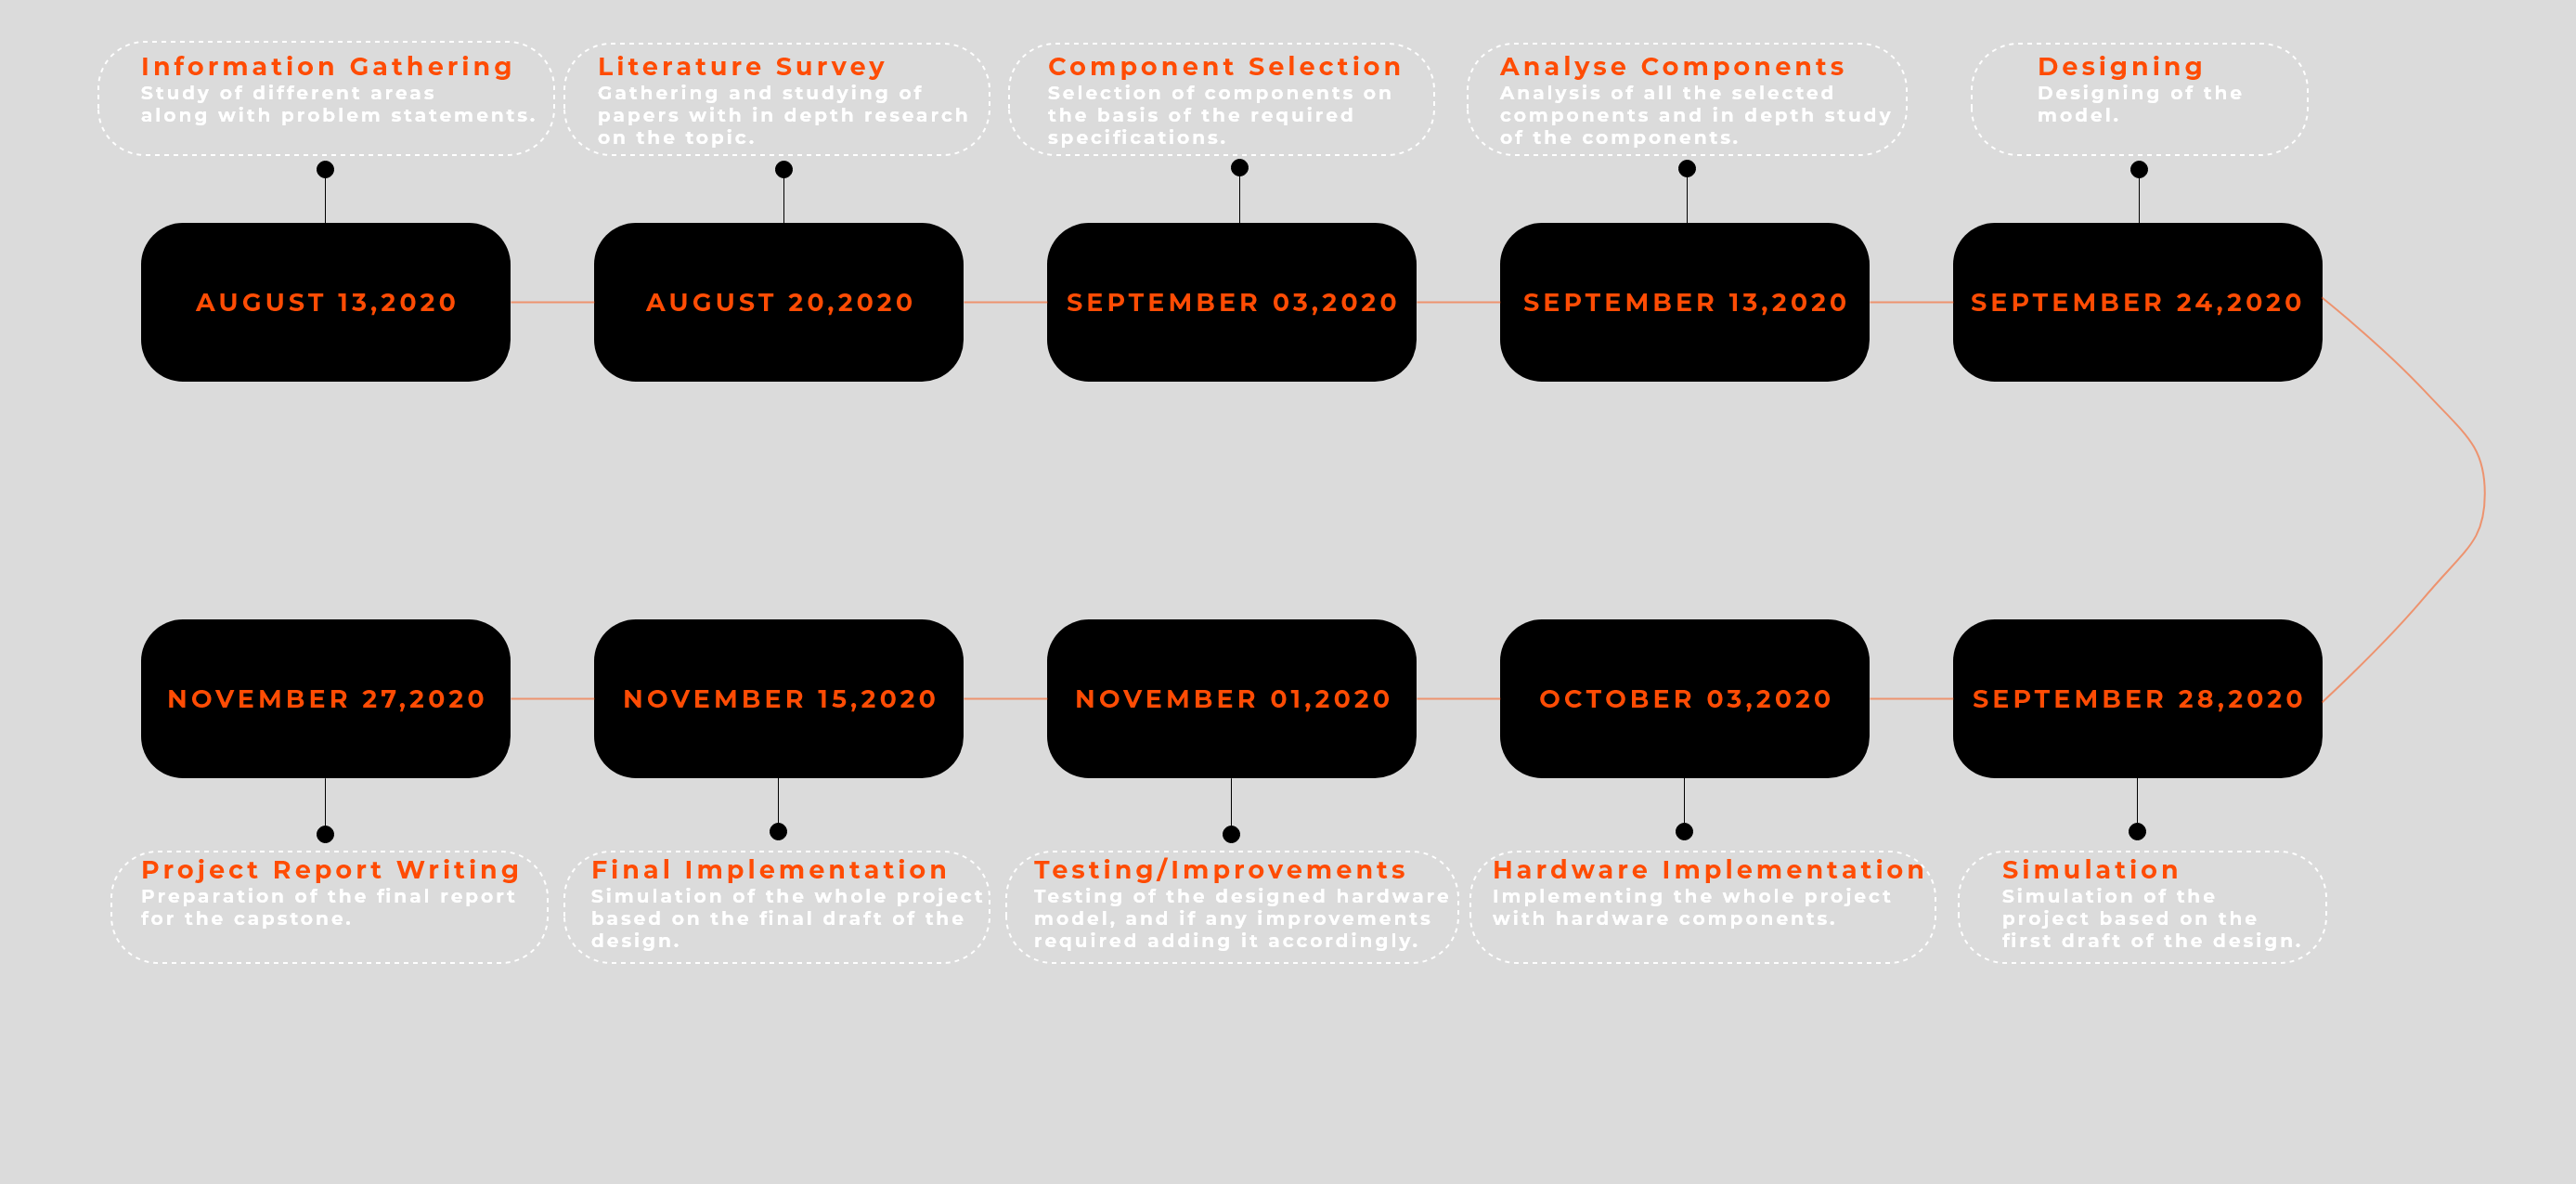 Information Gathering
Study of different areas
along with problem statements.
Literature Survey
Gathering and studying of
papers with in depth research
on the topic.
Component Selection
Selection of components on
the basis of the required
specifications.
Analyse Components
Analysis of all the selected
components and in depth study
of the components.
Designing
Designing of the
model.
AUGUST 13,2020
AUGUST 20,2020
SEPTEMBER 03,2020
SEPTEMBER 13,2020
SEPTEMBER 24,2020
NOVEMBER 27,2020
NOVEMBER 15,2020
NOVEMBER 01,2020
OCTOBER 03,2020
SEPTEMBER 28,2020
Project Report Writing
Preparation of the final report
for the capstone.
Final Implementation
Simulation of the whole project
based on the final draft of the
design.
Testing/Improvements
Testing of the designed hardware
model, and if any improvements
required adding it accordingly.
Hardware Implementation
Implementing the whole project
with hardware components.
Simulation
Simulation of the
project based on the
first draft of the design.